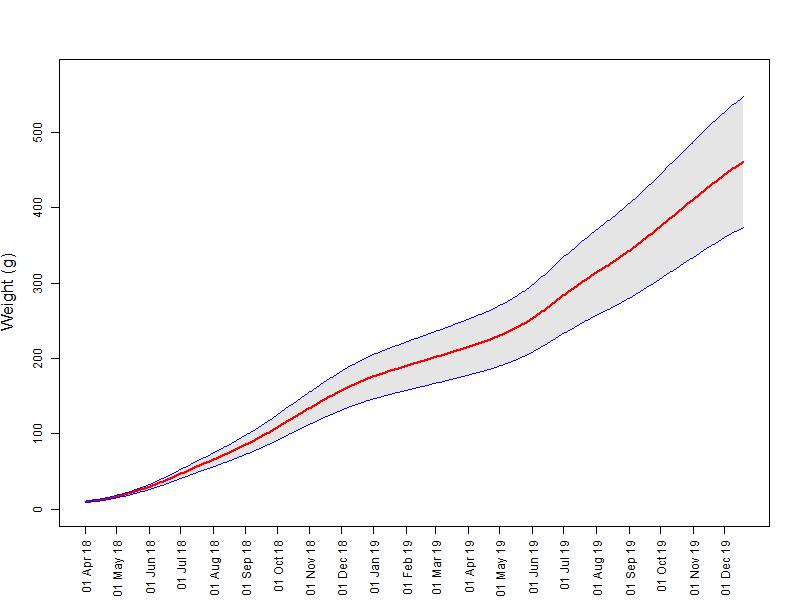 Weight (g)
500
400
300
200
100
0
01 Apr 18
01 May 18
01 Jun 18
01 Jul 18
01 Aug 18
01 Sep 18
01 Oct 18
01 Nov 18
01 Dec 18
01 Jan 19
01 Feb 19
01 Mar 19
01 Apr 19
01 May 19
01 Jun 19
01 Jul 19
01 Aug 19
01 Sep 19
01 Oct 19
01 Nov 19
01 Dec 19